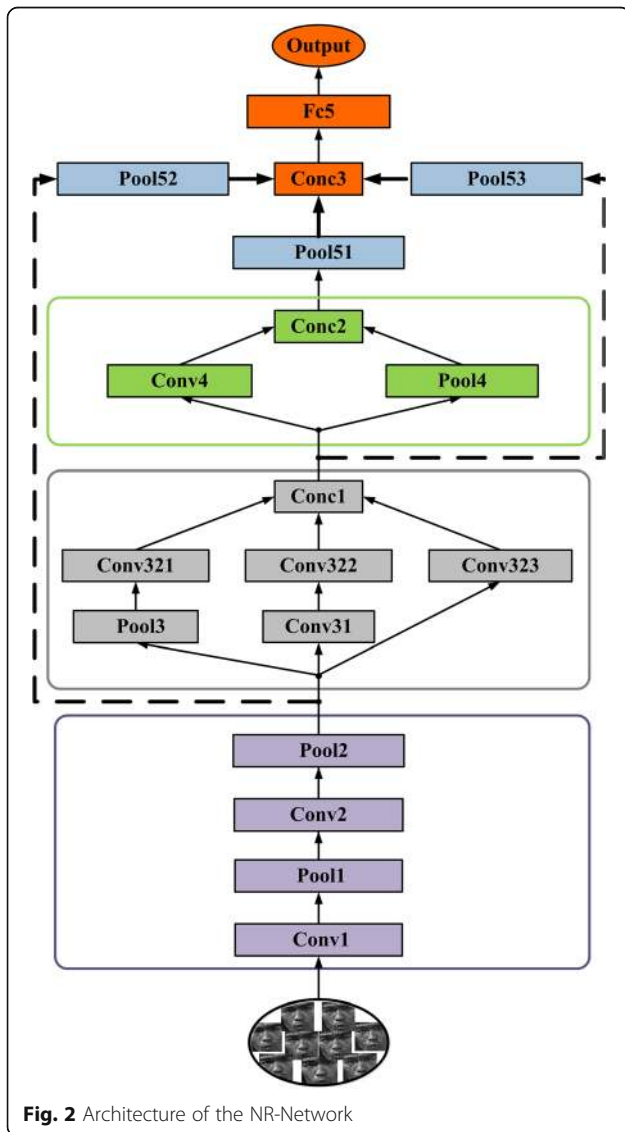 Output
Fc5
Pool52
Conc3
Pool53
Pool51
Conc2
Conv4
Pool4
Conc1
Conv321
Conv322
Conv323
Pool3
Conv31
Pool2
Conv2
Pool1
Conv1
Fig. 2 Architecture of the NR-Network